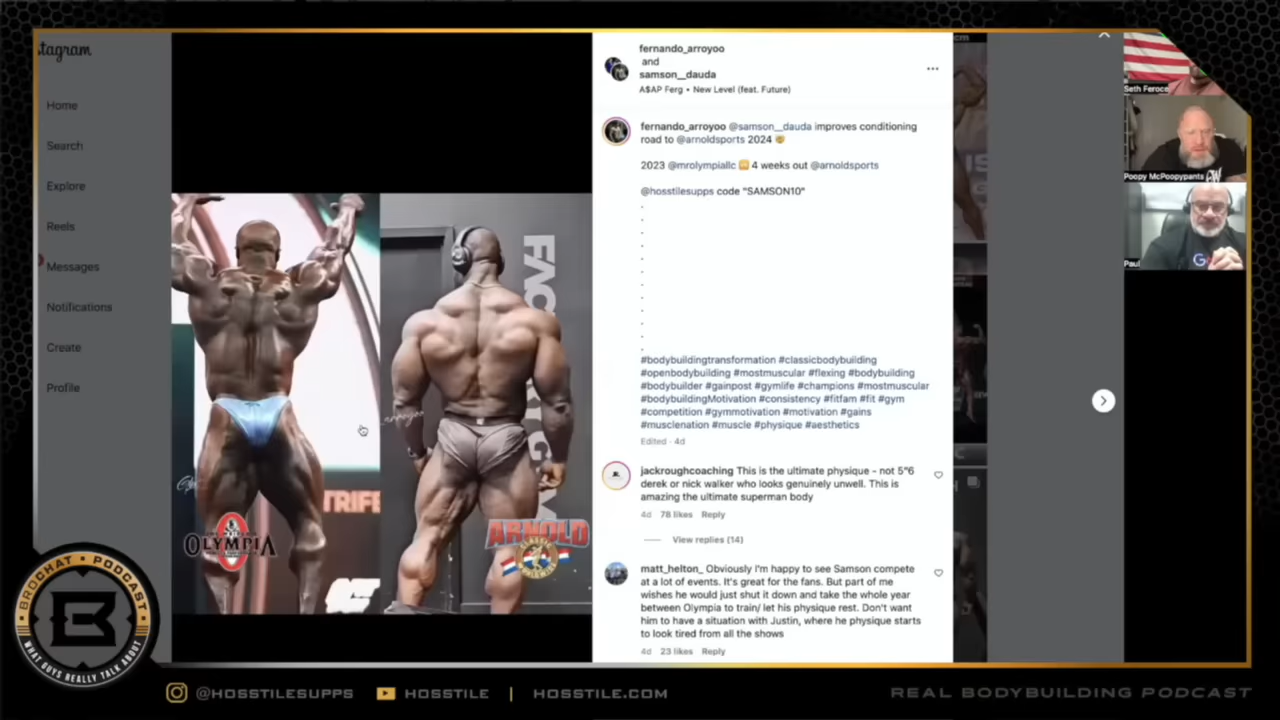 tagram
Home
Search
Explore
Reels
Messages
Notifications
Create
Profile
FAC
OLYMPIA
TRIFE
ARNOLD
fernando_arroyoo
and
samson__dauda
A$AP Ferg • New Level (feat. Future)
fernando_arroyoo @samson__dauda improves conditioning
road to @arnoldsports 2024 🤯
2023 @mrolympiallc 🆚 4 weeks out @arnoldsports
@hosstilesupps code "SAMSON10"
.
.
.
.
.
.
.
.
.
.
.
.
#bodybuildingtransformation #classicbodybuilding
#openbodybuilding #mostmuscular #flexing #bodybuilding
#bodybuilder #gainpost #gymlife #champions #mostmuscular
#bodybuildingMotivation #consistency #fitfam #fit #gym
#competition #gymmotivation #motivation #gains
#musclenation #muscle #physique #aesthetics
Edited · 4d
jackroughcoaching This is the ultimate physique - not 5"6
derek or nick walker who looks genuinely unwell. This is
amazing the ultimate superman body
4d 78 likes Reply
View replies (14)
matt_helton_ Obviously I'm happy to see Samson compete
at a lot of events. It's great for the fans. But part of me
wishes he would just shut it down and take the whole year
between Olympia to train/ let his physique rest. Don't want
him to have a situation with Justin, where he physique starts
to look tired from all the shows
4d 23 likes Reply
Seth Feroce
Poopy McPoopypants
Paul
BROCHAT • PODCAST
WHAT GUYS REALLY TALK ABOUT
@HOSSTILESUPPS HOSSTILE | HOSSTILE.COM
REAL BODYBUILDING PODCAST